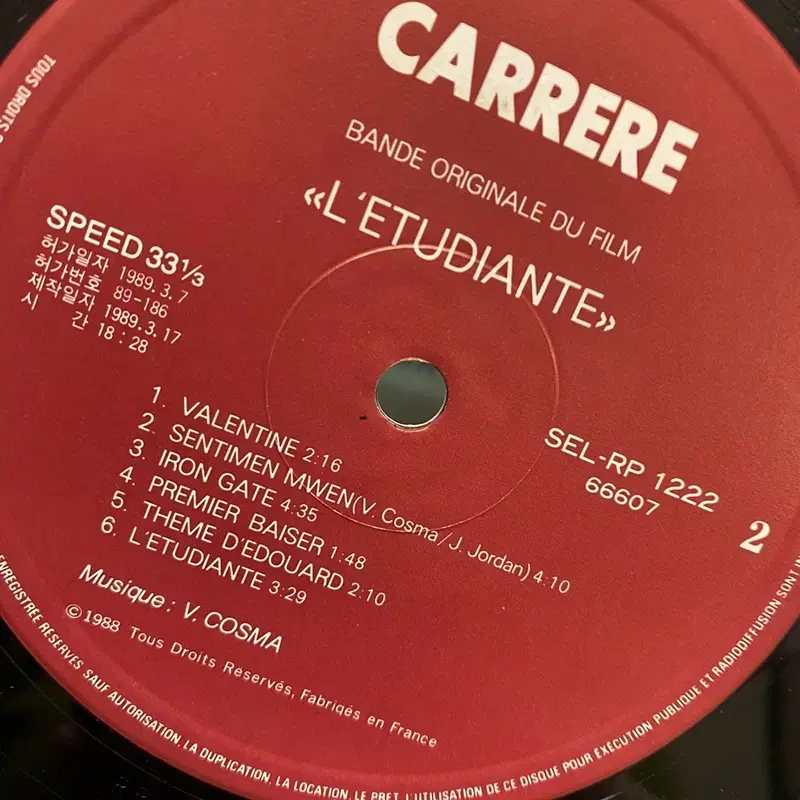 CARRERE
BANDE ORIGINALE DU FILM
«L'ETUDIANTE»
SPEED 33 1/3
허가일자 1989.3.7
허가번호 89-186
제작일자 1989.3.17
시 간 18:28
SEL-RP 1222
66607
2
1. VALENTINE 2:16
2. SENTIMEN MWEN(V. Cosma/J. Jordan) 4:10
3. IRON GATE 4:35
4. PREMIER BAISER 1:48
5. THEME D'EDOUARD 2:10
6. L'ETUDIANTE 3:29
Musique: V. COSMA
©1988 Tous Droits Rëservés, Fabriqés en France
TOUS DROITS
ENREGISTREE RESERVES SAUF AUTORISATION, LA DUPLICATION, LA LOCATION, LE PRET, L'UTILISATION DE CE DISQUE POUR EXECUTION PUBLIQUE ET RADIODIFFUSION SONT